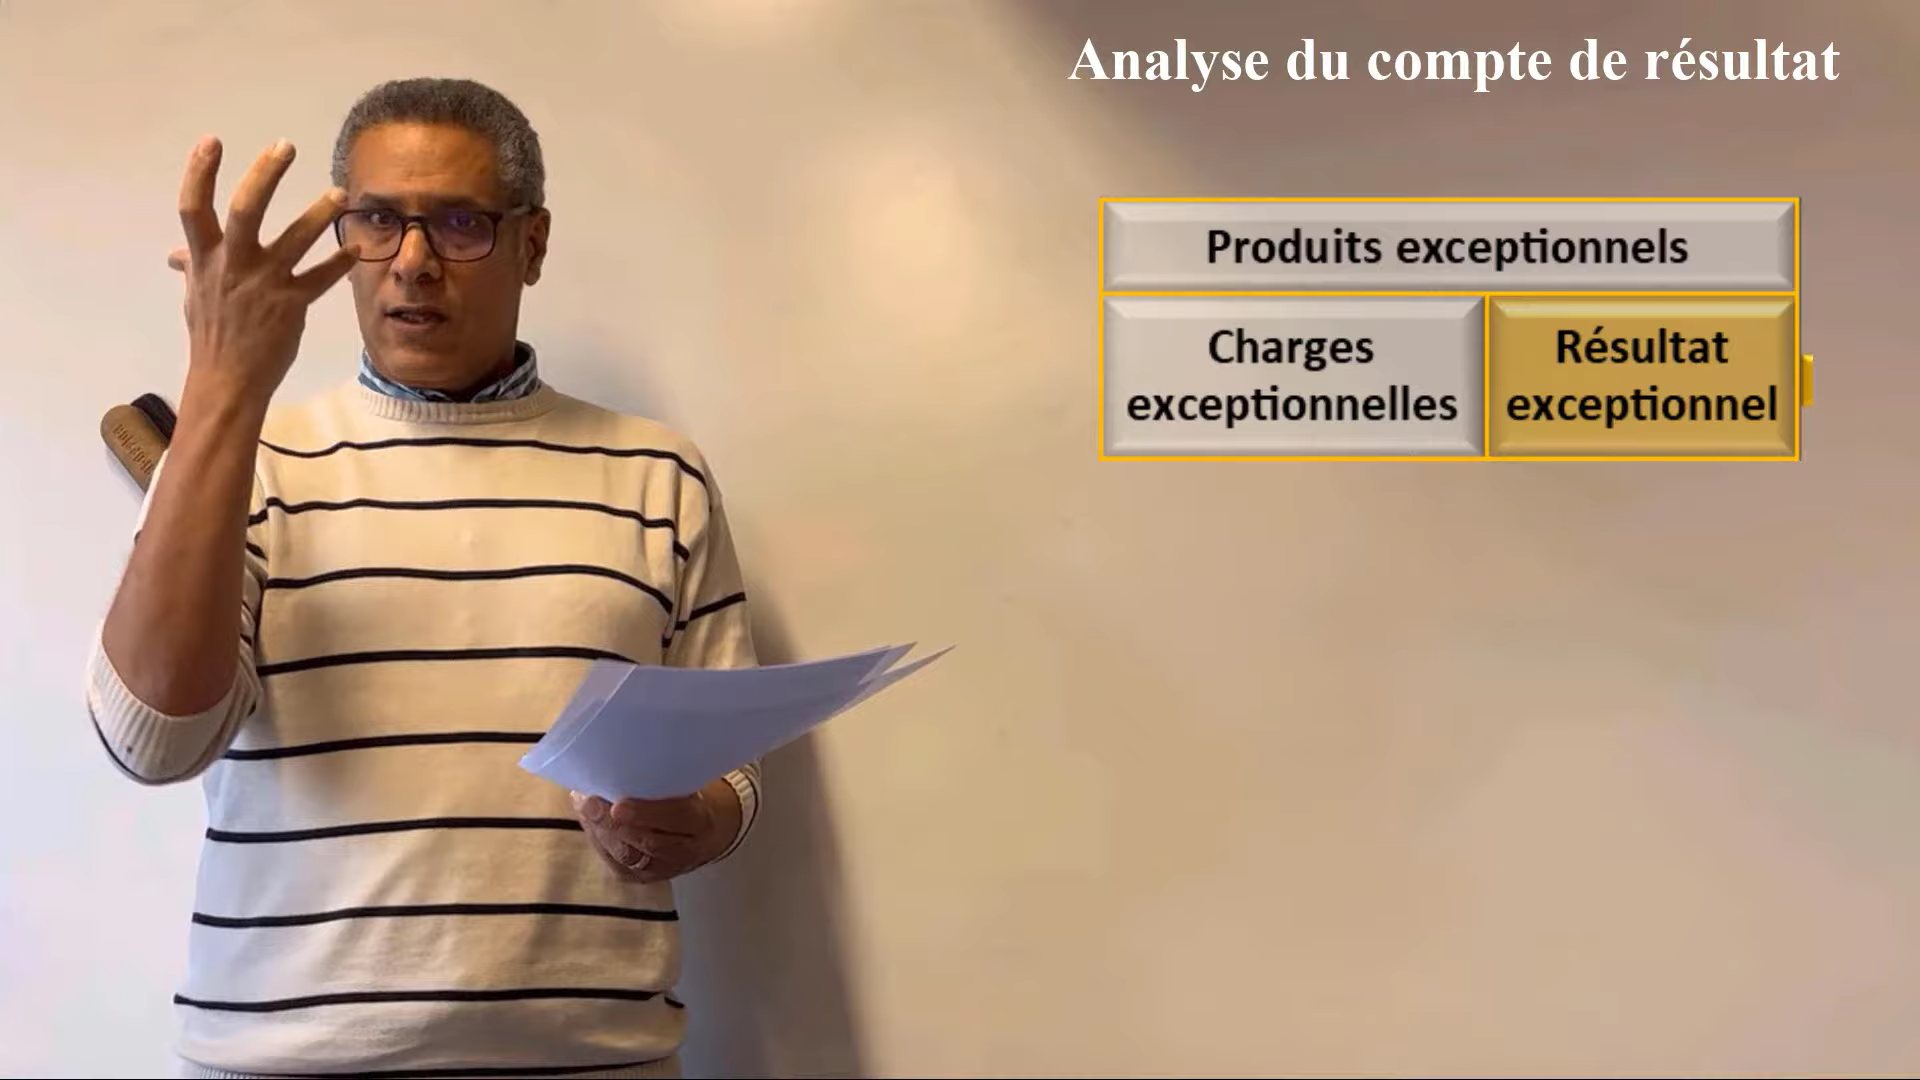 Analyse du compte de résultat
Produits exceptionnels
Charges
exceptionnelles
Résultat
exceptionnel